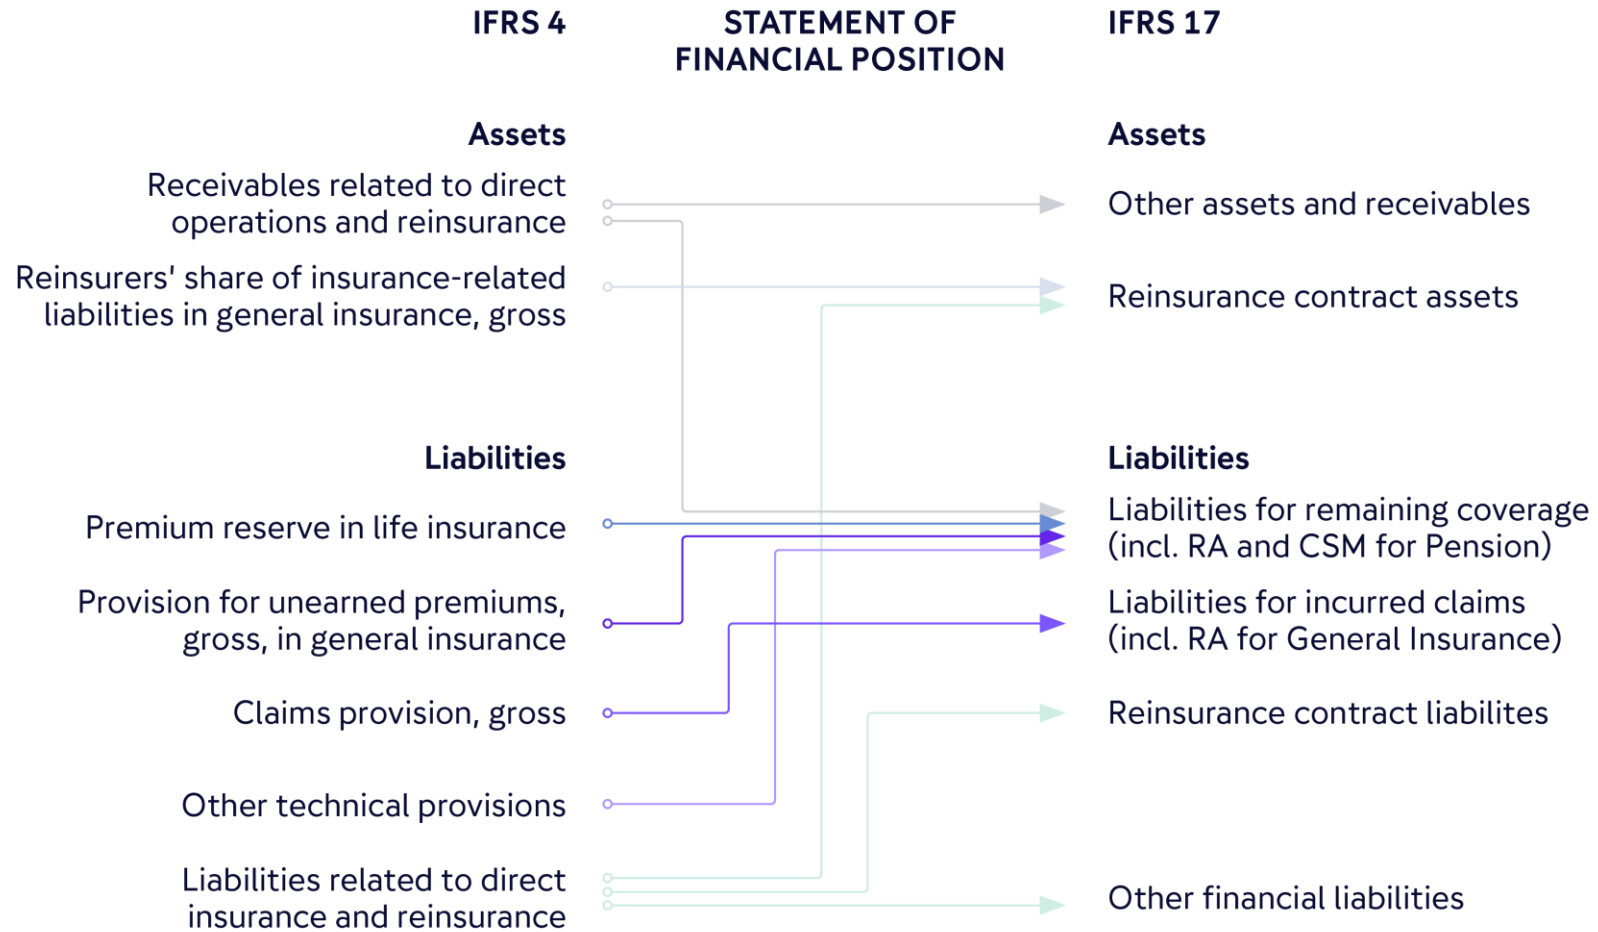 IFRS 4
STATEMENT OF
FINANCIAL POSITION
IFRS 17
Assets
Assets
Receivables related to direct
operations and reinsurance
Other assets and receivables
Reinsurers' share of insurance-related
liabilities in general insurance, gross
Reinsurance contract assets
Liabilities
Liabilities
Premium reserve in life insurance
Liabilities for remaining coverage
(incl. RA and CSM for Pension)
Provision for unearned premiums,
gross, in general insurance
Liabilities for incurred claims
(incl. RA for General Insurance)
Claims provision, gross
Reinsurance contract liabilites
Other technical provisions
Liabilities related to direct
insurance and reinsurance
Other financial liabilities